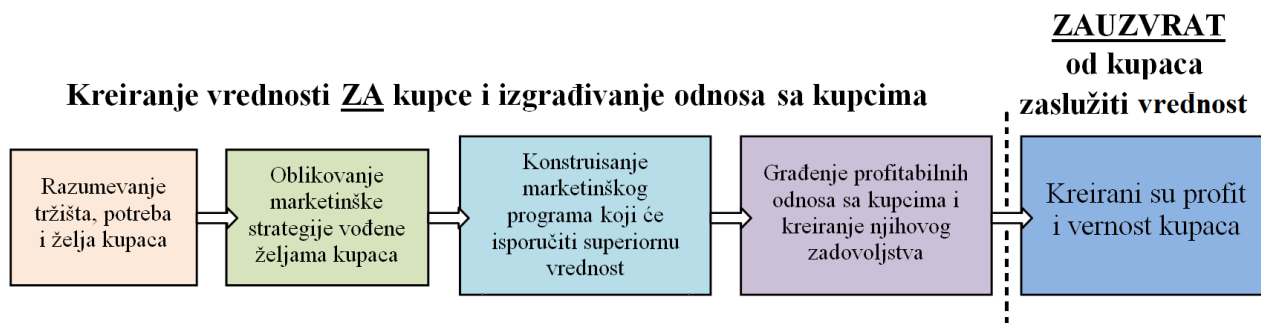 Kreiranje vrednosti ZA kupce i izgrađivanje odnosa sa kupcima
ZAUZVRAT
od kupaca
zaslužiti vrednost
Razumevanje
tržišta, potreba
i želja kupaca
Oblikovanje
marketinške
strategije vođene
željama kupaca
Konstruisanje
marketinškog
programa koji će
isporučiti superiornu
vrednost
Građenje profitabilnih
odnosa sa kupcima i
kreiranje njihovog
zadovoljstva
Kreirani su profit
i vernost kupaca